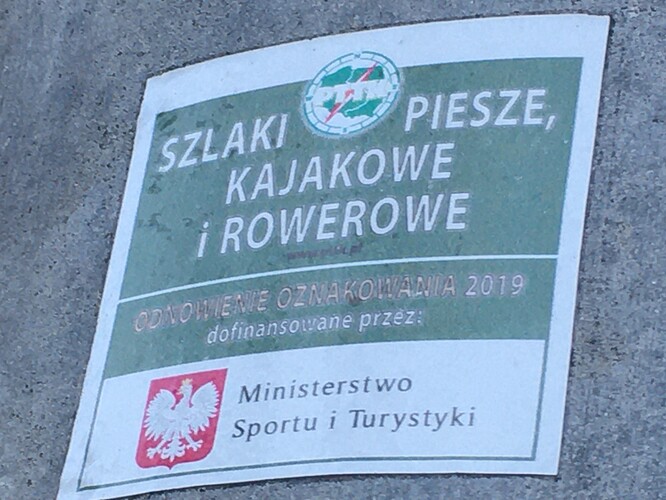 PTTK
SZLAKI PIESZE,
KAJAKOWE
i ROWEROWE
ODNOWIENIE OZNAKOWANIA 2019
dofinansowane przez:
Ministerstwo
Sportu i Turystyki